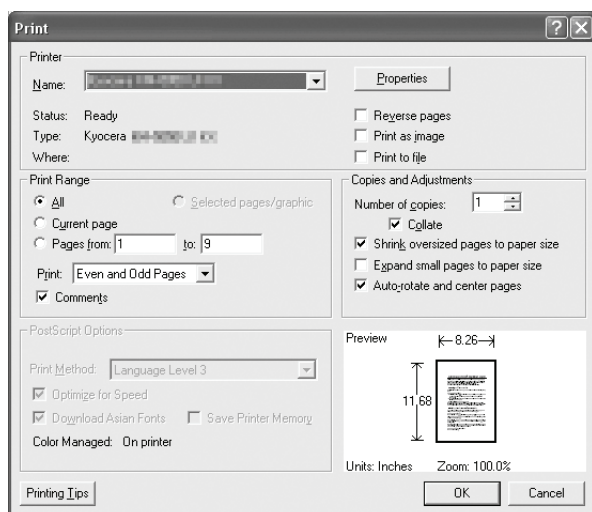 Print
Printer
Name:
Properties
Status: Ready
Type: Kyocera
Where:
Reverse pages
Print as image
Print to file
Print Range
All
Selected pages/graphic
Current page
Pages from: 1 to: 9
Print: Even and Odd Pages
Comments
Copies and Adjustments
Number of copies: 1
Collate
Shrink oversized pages to paper size
Expand small pages to paper size
Auto-rotate and center pages
PostScript Options
Print Method: Language Level 3
Optimize for Speed
Download Asian Fonts Save Printer Memory
Color Managed: On printer
Preview
8.26
11.68
Units: Inches Zoom: 100.0%
Printing Tips
OK
Cancel